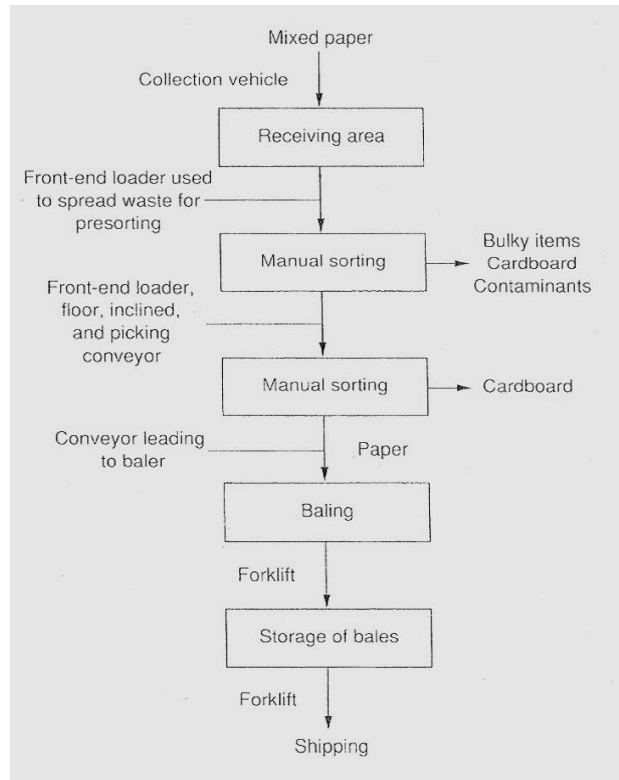 Mixed paper
Collection vehicle
Receiving area
Front-end loader used
to spread waste for
presorting
Manual sorting
Bulky items
Cardboard
Contaminants
Front-end loader,
floor, inclined,
and picking
conveyor
Manual sorting
Cardboard
Conveyor leading
to baler
Paper
Baling
Forklift
Storage of bales
Forklift
Shipping